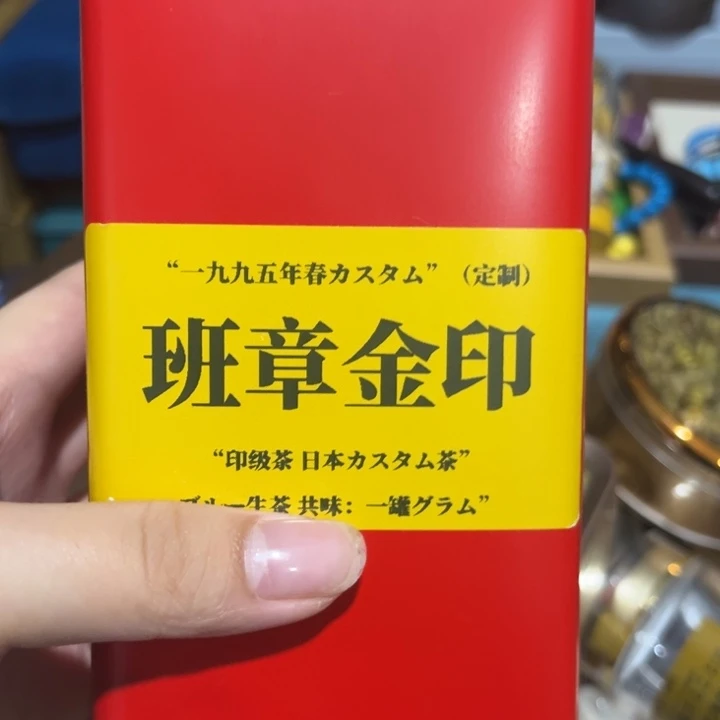 “一九九五年春カスタム”（定制）
班章金印
“印级茶 日本カスタム茶”
生茶 共味：一罐グラム”